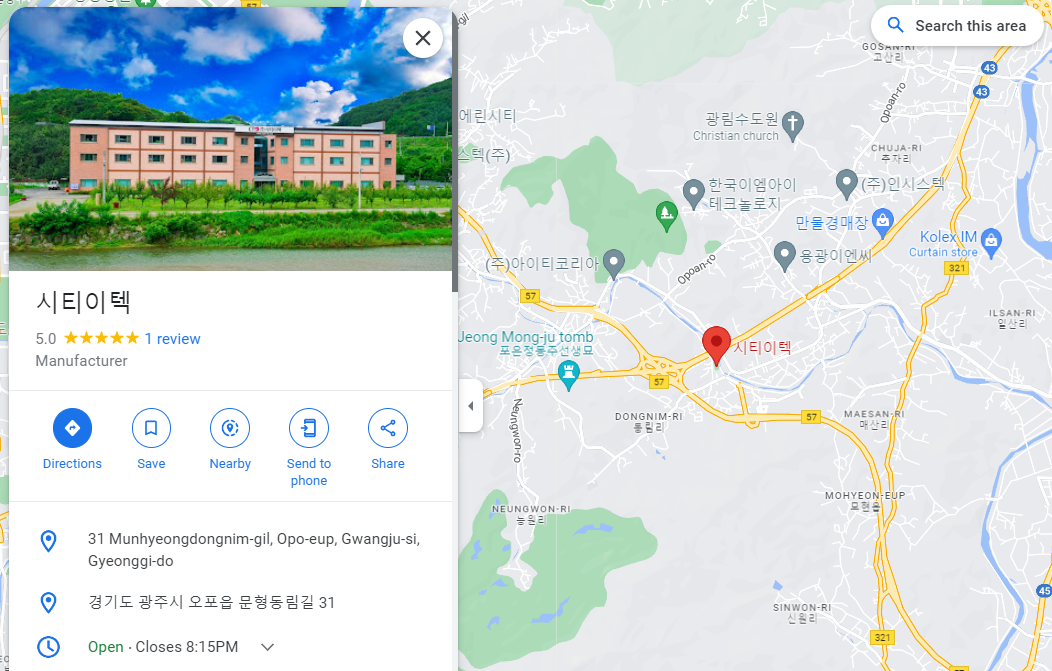 시티이텍
5.0
1 review
Manufacturer
Directions
Save
Nearby
Send to
phone
Share
31 Munhyeongdongnim-gil, Opo-eup, Gwangju-si,
Gyeonggi-do
경기도 광주시 오포읍 문형동림길 31
Open · Closes 8:15PM
Search this area
57
GOSAN-RI
고산리
43
43
Opoan-ro
에린시티
광림수도원
Christian church
CHUJA-RI
추자리
스텍(주)
한국이엠아이
테크놀로지
(주)인시스텍
만물경매장
Kolex IM
Curtain store
용광이엔씨
(주)아이티코리아
Opoan-ro
321
57
ILSAN-RI
일산리
Jeong Mong-ju tomb
포은정몽주선생묘
시티이텍
57
Neungwon-ro
DONGNIM-RI
동림리
57
MAESAN-RI
매산리
MOHYEON-EUP
모현읍
NEUNGWON-RI
능원리
SINWON-RI
신원리
45
321
57